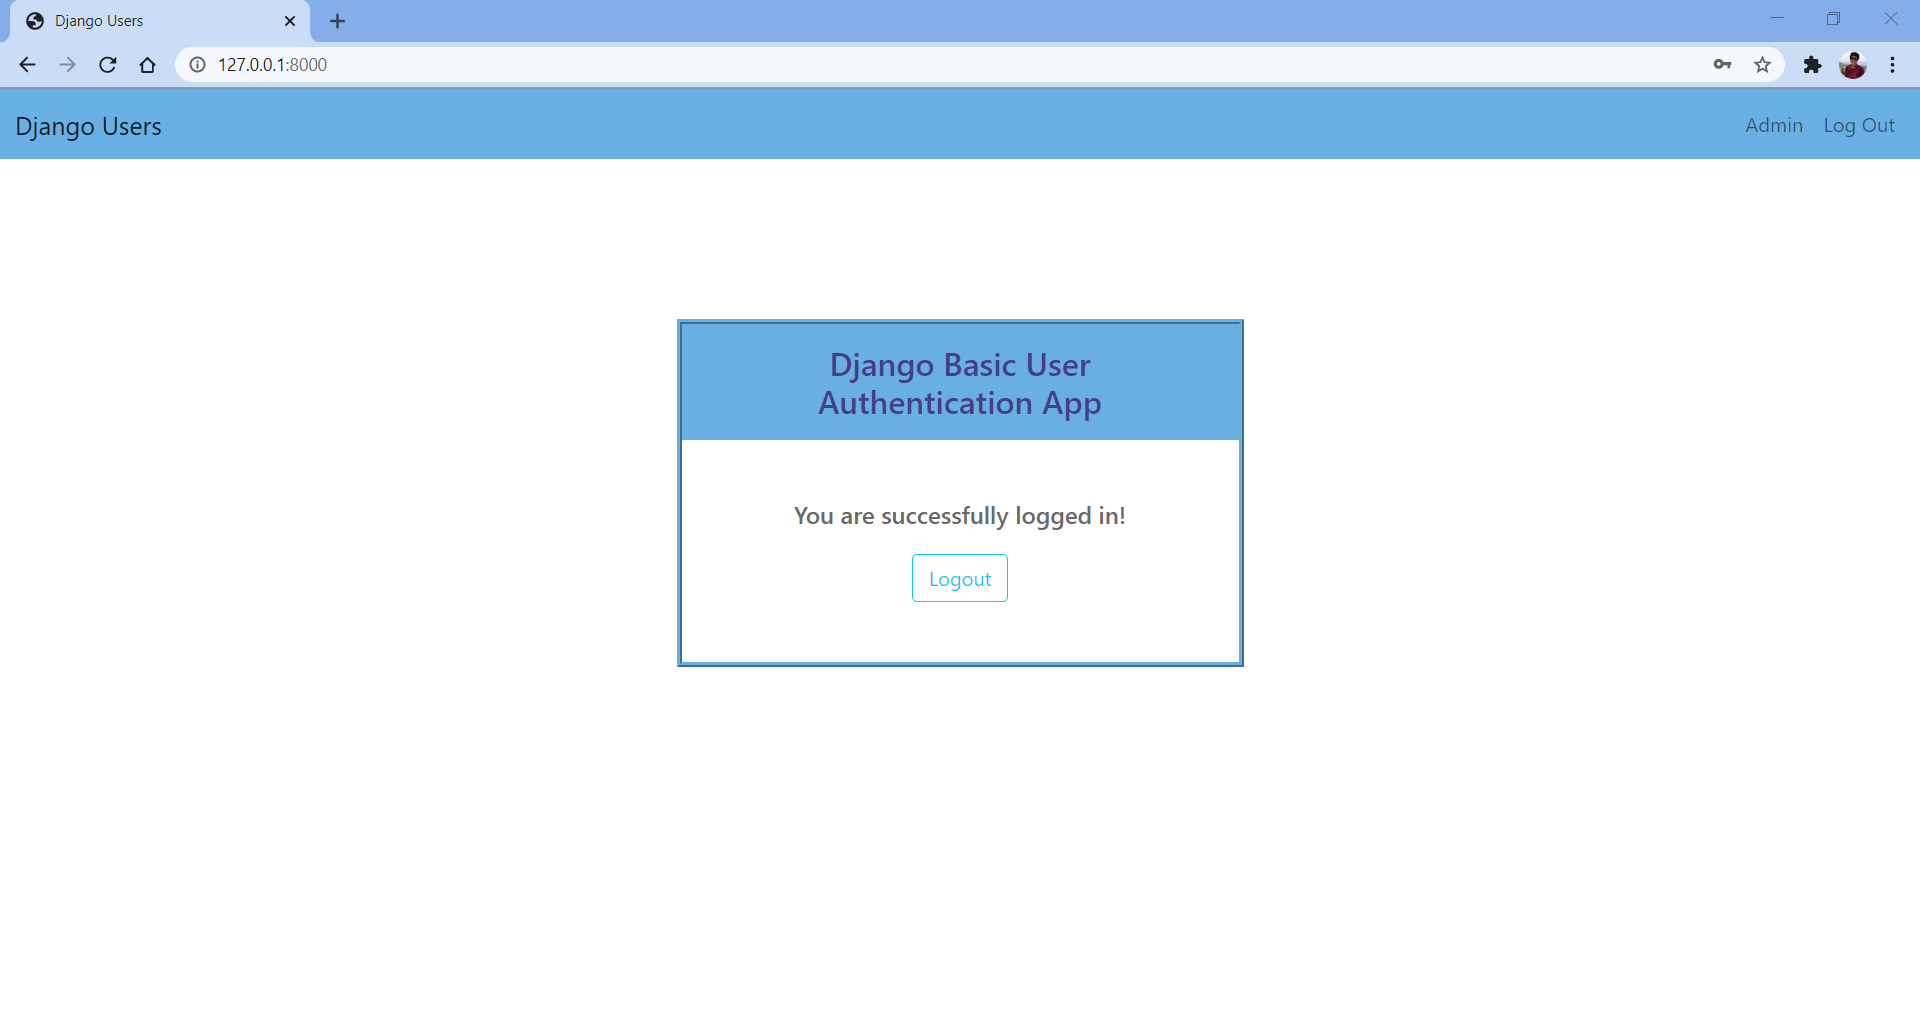 Django Users
127.0.0.1:8000
Django Users
Admin Log Out
Django Basic User
Authentication App
You are successfully logged in!
Logout